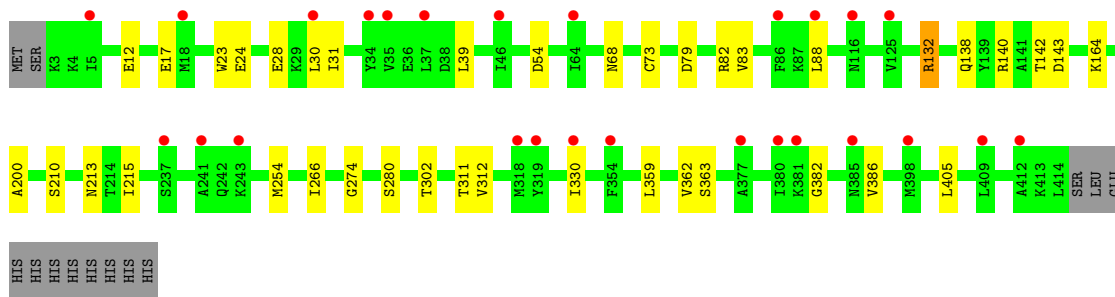 MET SER K3 K4 I5 E12 E17 M18 W23 E24 E28 K29 L30 I31 Y34 V35 E36 L37 D38 L39 I46 D54 I64 N68 C73 D79 R82 V83 F86 K87 L88 N116 V125 R132 Q138 Y139 R140 A141 T142 D143 K164
A200 S210 N213 T214 I215 S237 A241 Q242 K243 M254 I266 G274 S280 T302 T311 V312 M318 Y319 I330 F354 L359 V362 S363 A377 I380 K381 G382 N385 V386 M398 L405 L409 A412 K413 L414 SER LEU GLU
HIS HIS HIS HIS HIS HIS HIS HIS